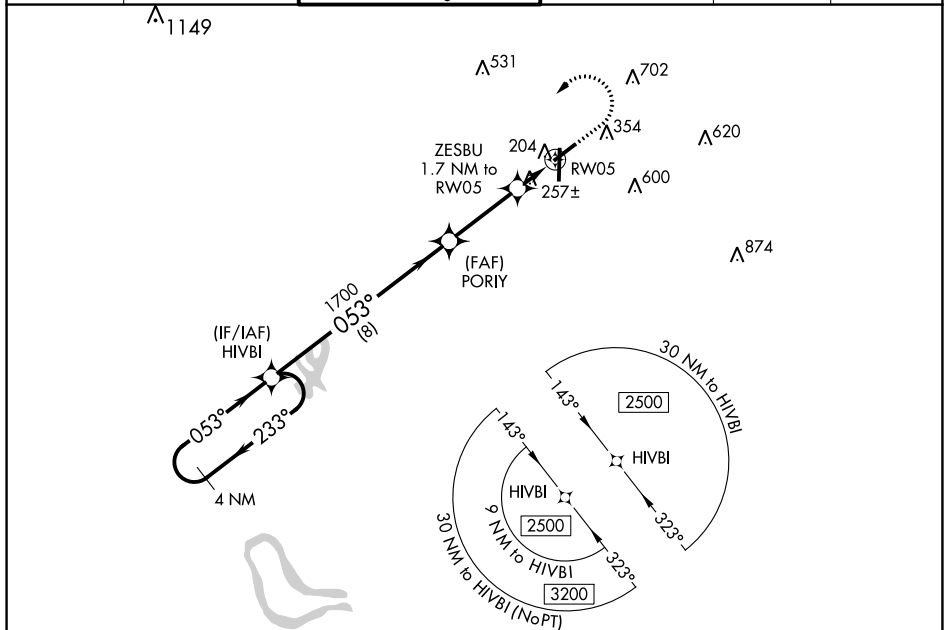 1149
531
702
354
620
204
ZESBU
1.7 NM to
RW05
RW05
257±
600
(FAF)
PORIY
874
1700
053°
(8)
(IF/IAF)
HIVBI
053°
233°
4 NM
30 NM to HIVBI
143°
2500
HIVBI
323°
143°
HIVBI
2500
9 NM to HIVBI
323°
3200
30 NM to HIVBI (NoPT)